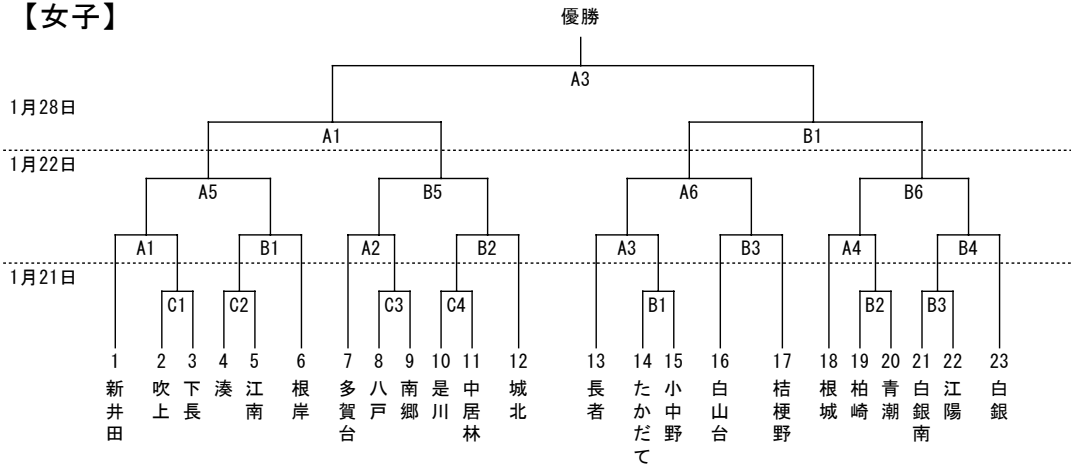 【女子】
優勝
A3
1月28日
A1 B1
1月22日
A5 B5 A6 B6
A1 B1 A2 B2 A3 B3 A4 B4
1月21日
C1 C2 C3 C4 B1 B2 B3
1 2 3 4 5 6 7 8 9 10 11 12 13 14 15 16 17 18 19 20 21 22 23
新井田
吹上
下長
湊
江南
根岸
多賀台
八戸
南郷
是川
中居林
城北
長者
たかだて
小中野
白山台
桔梗野
根城
柏崎
青潮
白銀南
江陽
白銀